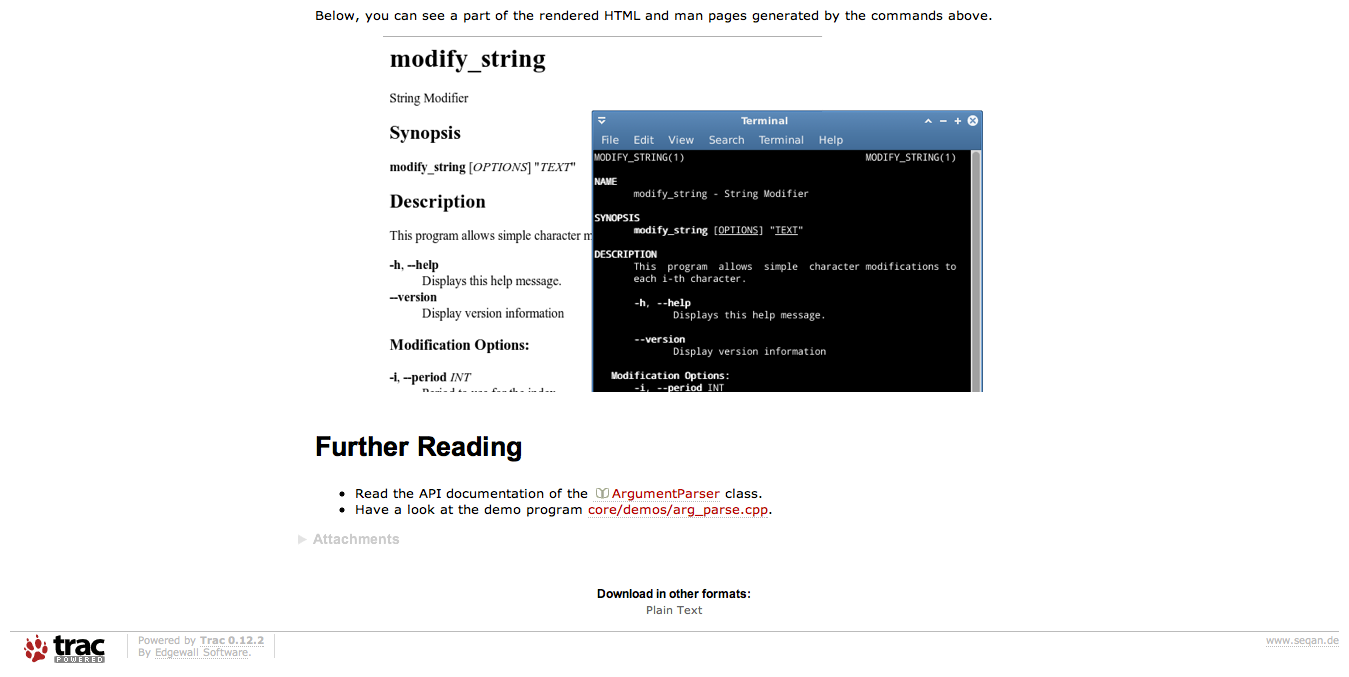 Below, you can see a part of the rendered HTML and man pages generated by the commands above.
modify_string
String Modifier
Synopsis
modify_string [OPTIONS] "TEXT"
Description
This program allows simple character m
-h, --help
Displays this help message.
--version
Display version information
Modification Options:
-i, --period INT
Period to use for the index
Terminal
File Edit View Search Terminal Help
MODIFY_STRING(1) MODIFY_STRING(1)
NAME
modify_string - String Modifier
SYNOPSIS
modify_string [OPTIONS] "TEXT"
DESCRIPTION
This program allows simple character modifications to
each i-th character.
-h, --help
Displays this help message.
--version
Display version information
Modification Options:
-i, --period INT
Further Reading
• Read the API documentation of the ArgumentParser class.
• Have a look at the demo program core/demos/arg_parse.cpp.
Attachments
Download in other formats:
Plain Text
trac
POWERED
Powered by Trac 0.12.2
By Edgewall Software.
www.seqan.de